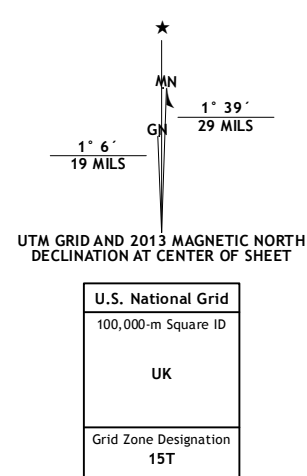 ★
MN
GN
1° 39´
29 MILS
1° 6´
19 MILS
UTM GRID AND 2013 MAGNETIC NORTH
DECLINATION AT CENTER OF SHEET
U.S. National Grid
100,000-m Square ID
UK
Grid Zone Designation
15T